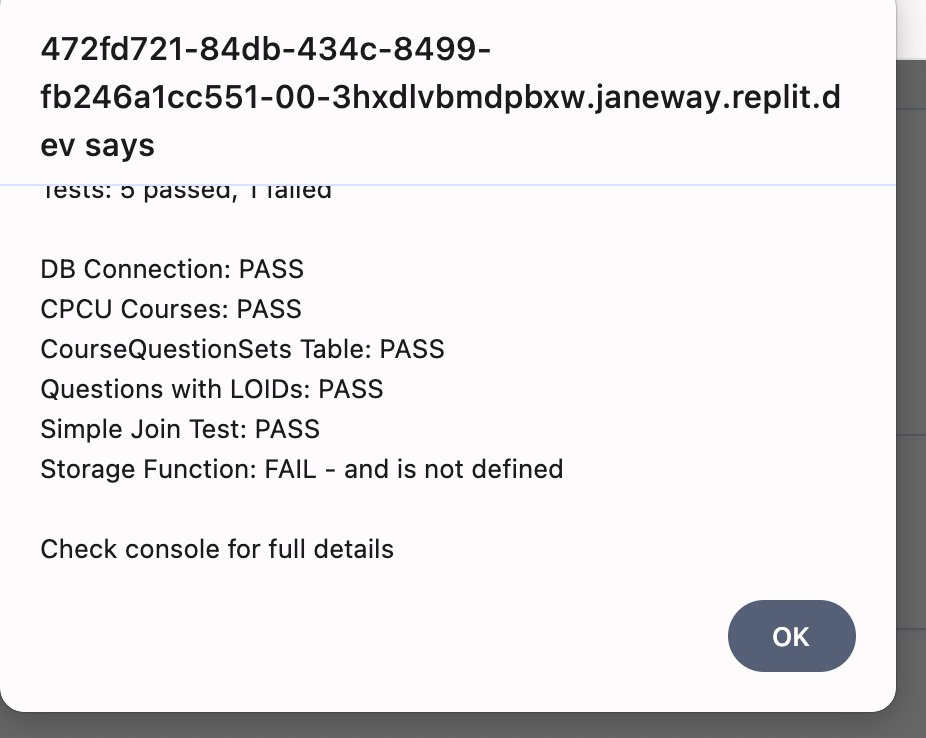 472fd721-84db-434c-8499-
fb246a1cc551-00-3hxdlvbmdpbxw.janeway.replit.d
ev says
Tests: 5 passed, 1 failed
DB Connection: PASS
CPCU Courses: PASS
CourseQuestionSets Table: PASS
Questions with LOIDs: PASS
Simple Join Test: PASS
Storage Function: FAIL - and is not defined
Check console for full details
OK